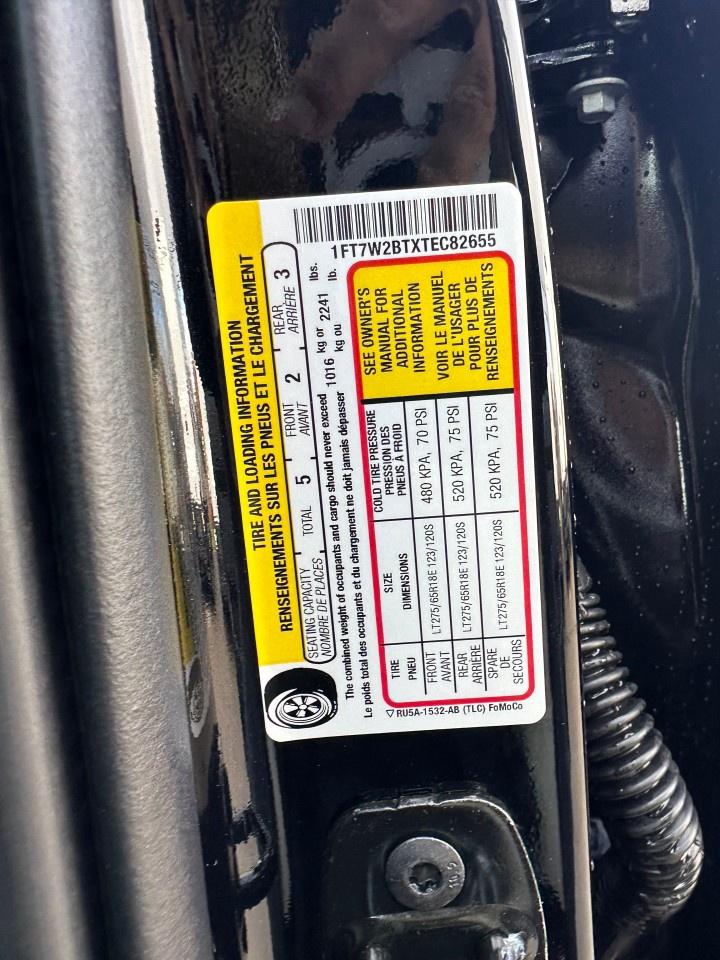 TIRE AND LOADING INFORMATION
RENSEIGNEMENTS SUR LES PNEUS ET LE CHARGEMENT
SEATING CAPACITY
NOMBRE DE PLACES
TOTAL 5
FRONT
AVANT 2
REAR
ARRIÈRE 3
The combined weight of occupants and cargo should never exceed 1016 kg or 2241 lbs.
Le poids total des occupants et du chargement ne doit jamais dépasser kg ou lb.
1FT7W2BTXTEC82655
TIRE
PNEU
SIZE
DIMENSIONS
COLD TIRE PRESSURE
PRESSION DES
PNEUS À FROID
FRONT
AVANT
LT275/65R18E 123/120S
480 KPA, 70 PSI
REAR
ARRIÈRE
LT275/65R18E 123/120S
520 KPA, 75 PSI
SPARE
DE
SECOURS
LT275/65R18E 123/120S
520 KPA, 75 PSI
SEE OWNER'S
MANUAL FOR
ADDITIONAL
INFORMATION
VOIR LE MANUEL
DE L'USAGER
POUR PLUS DE
RENSEIGNEMENTS
RU5A-1532-AB (TLC) FoMoCo